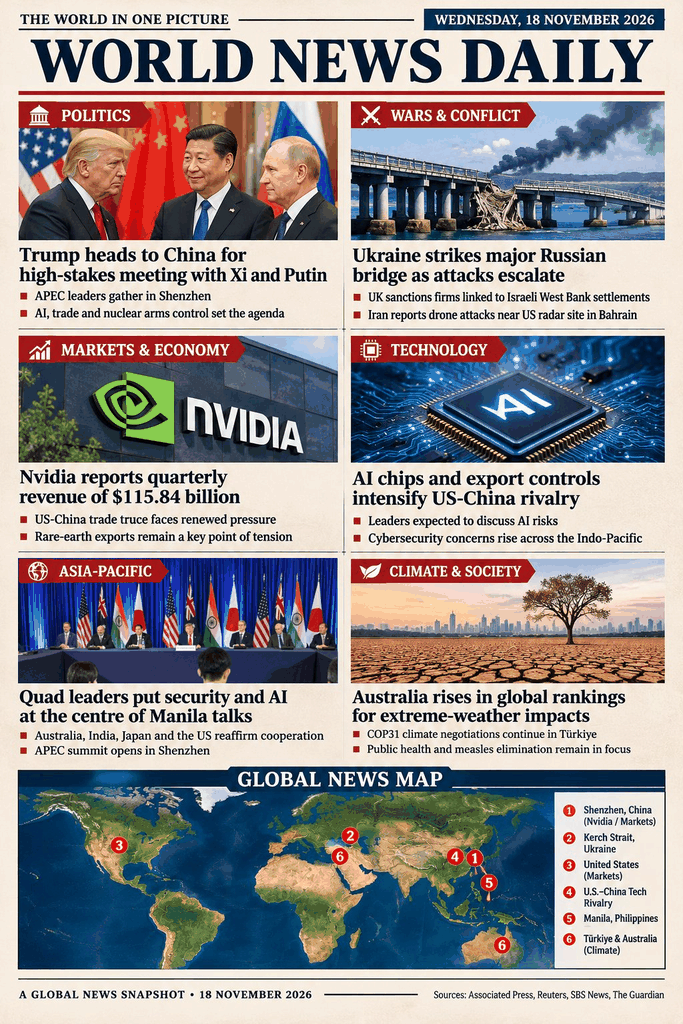 THE WORLD IN ONE PICTURE
WEDNESDAY, 18 NOVEMBER 2026
WORLD NEWS DAILY
POLITICS
Trump heads to China for
high-stakes meeting with Xi and Putin
APEC leaders gather in Shenzhen
AI, trade and nuclear arms control set the agenda
WARS & CONFLICT
Ukraine strikes major Russian
bridge as attacks escalate
UK sanctions firms linked to Israeli West Bank settlements
Iran reports drone attacks near US radar site in Bahrain
MARKETS & ECONOMY
NVIDIA
Nvidia reports quarterly
revenue of $115.84 billion
US-China trade truce faces renewed pressure
Rare-earth exports remain a key point of tension
TECHNOLOGY
AI
AI chips and export controls
intensify US-China rivalry
Leaders expected to discuss AI risks
Cybersecurity concerns rise across the Indo-Pacific
ASIA-PACIFIC
Quad leaders put security and AI
at the centre of Manila talks
Australia, India, Japan and the US reaffirm cooperation
APEC summit opens in Shenzhen
CLIMATE & SOCIETY
Australia rises in global rankings
for extreme-weather impacts
COP31 climate negotiations continue in Türkiye
Public health and measles elimination remain in focus
GLOBAL NEWS MAP
3
2
6
4
1
5
6
1 Shenzhen, China
(Nvidia / Markets)
2 Kerch Strait,
Ukraine
3 United States
(Markets)
4 U.S.–China Tech
Rivalry
5 Manila, Philippines
6 Türkiye & Australia
(Climate)
A GLOBAL NEWS SNAPSHOT • 18 NOVEMBER 2026
Sources: Associated Press, Reuters, SBS News, The Guardian